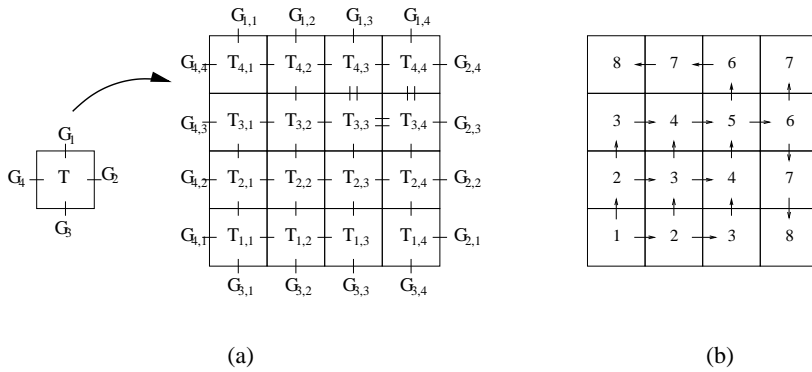 G1,1 G1,2 G1,3 G1,4
G4,4 T4,1 T4,2 T4,3 T4,4 G2,4
G4,3 T3,1 T3,2 T3,3 T3,4 G2,3
G4,2 T2,1 T2,2 T2,3 T2,4 G2,2
G4,1 T1,1 T1,2 T1,3 T1,4 G2,1
G3,1 G3,2 G3,3 G3,4
G1
G4 T G2
G3
(a)
8 7 6 7
3 4 5 6
2 3 4 7
1 2 3 8
(b)